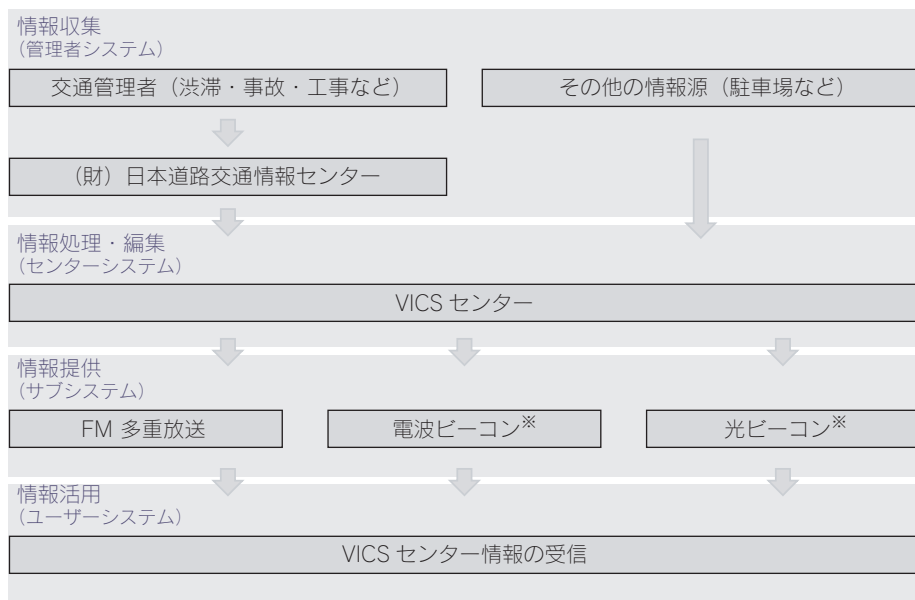 情報収集
（管理者システム）
交通管理者（渋滞・事故・工事など）
その他の情報源（駐車場など）
（財）日本道路交通情報センター
情報処理・編集
（センターシステム）
VICS センター
情報提供
（サブシステム）
FM 多重放送
電波ビーコン※
光ビーコン※
情報活用
（ユーザーシステム）
VICS センター情報の受信